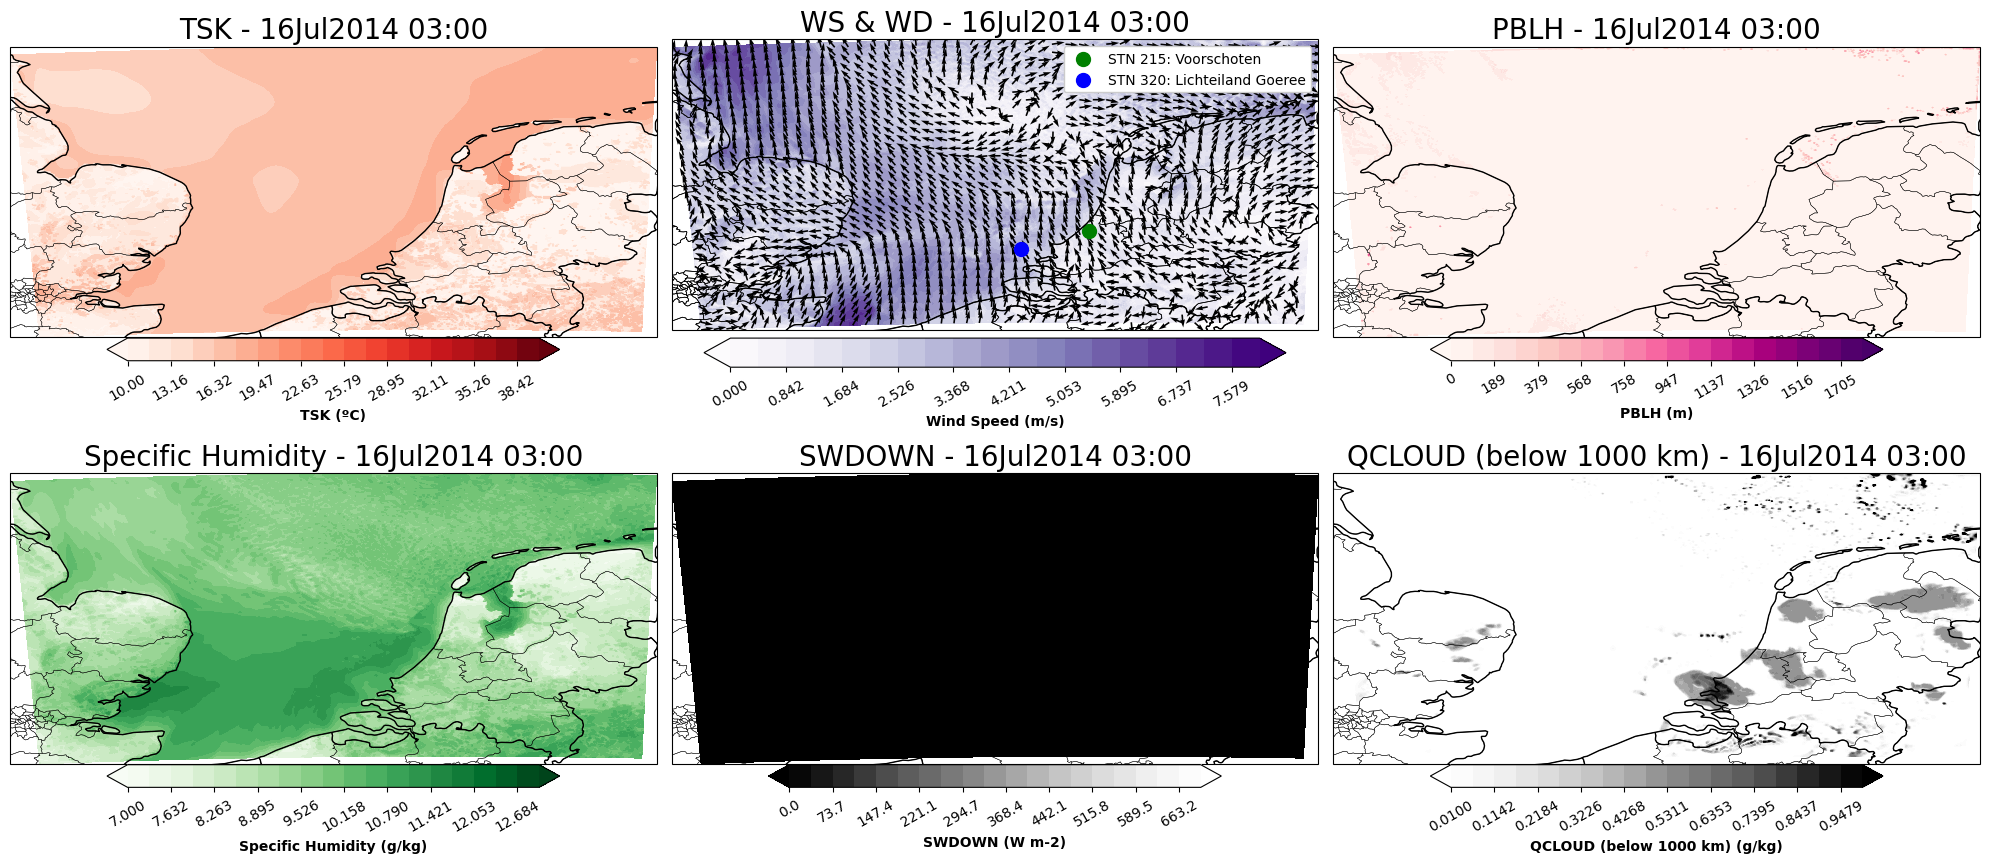 TSK - 16Jul2014 03:00
WS & WD - 16Jul2014 03:00
PBLH - 16Jul2014 03:00
STN 215: Voorschoten
STN 320: Lichteiland Goeree
10.00 13.16 16.32 19.47 22.63 25.79 28.95 32.11 35.26 38.42
TSK (ºC)
0.000 0.842 1.684 2.526 3.368 4.211 5.053 5.895 6.737 7.579
Wind Speed (m/s)
0 189 379 568 758 947 1137 1326 1516 1705
PBLH (m)
Specific Humidity - 16Jul2014 03:00
SWDOWN - 16Jul2014 03:00
QCLOUD (below 1000 km) - 16Jul2014 03:00
7.000 7.632 8.263 8.895 9.526 10.158 10.790 11.421 12.053 12.684
Specific Humidity (g/kg)
0.0 73.7 147.4 221.1 294.7 368.4 442.1 515.8 589.5 663.2
SWDOWN (W m-2)
0.0100 0.1142 0.2184 0.3226 0.4268 0.5311 0.6353 0.7395 0.8437 0.9479
QCLOUD (below 1000 km) (g/kg)